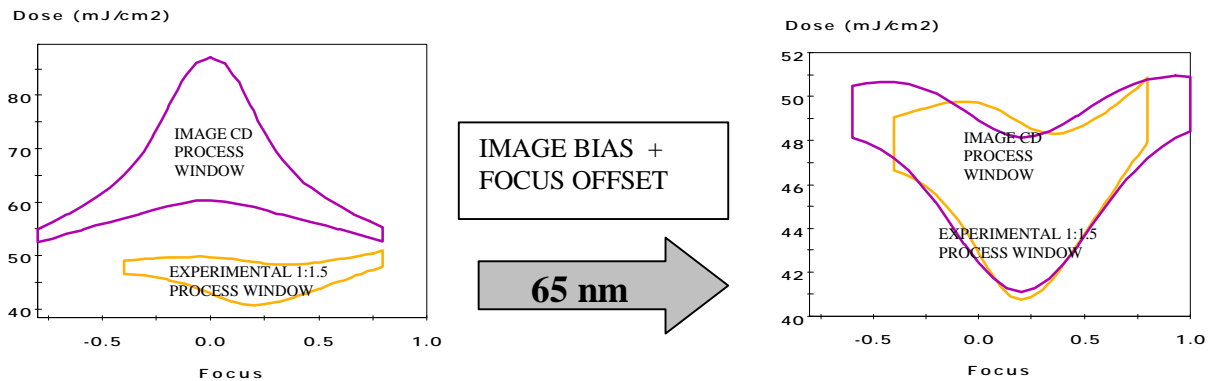 Dose (mJ/cm2)
80
70
60
50
40
IMAGE CD
PROCESS
WINDOW
EXPERIMENTAL 1:1.5
PROCESS WINDOW
-0.5 0.0 0.5 1.0
Focus
IMAGE BIAS +
FOCUS OFFSET
65 nm
Dose (mJ/cm2)
52
50
48
46
44
42
40
IMAGE CD
PROCESS
WINDOW
EXPERIMENTAL 1:1.5
PROCESS WINDOW
-0.5 0.0 0.5 1.0
Focus